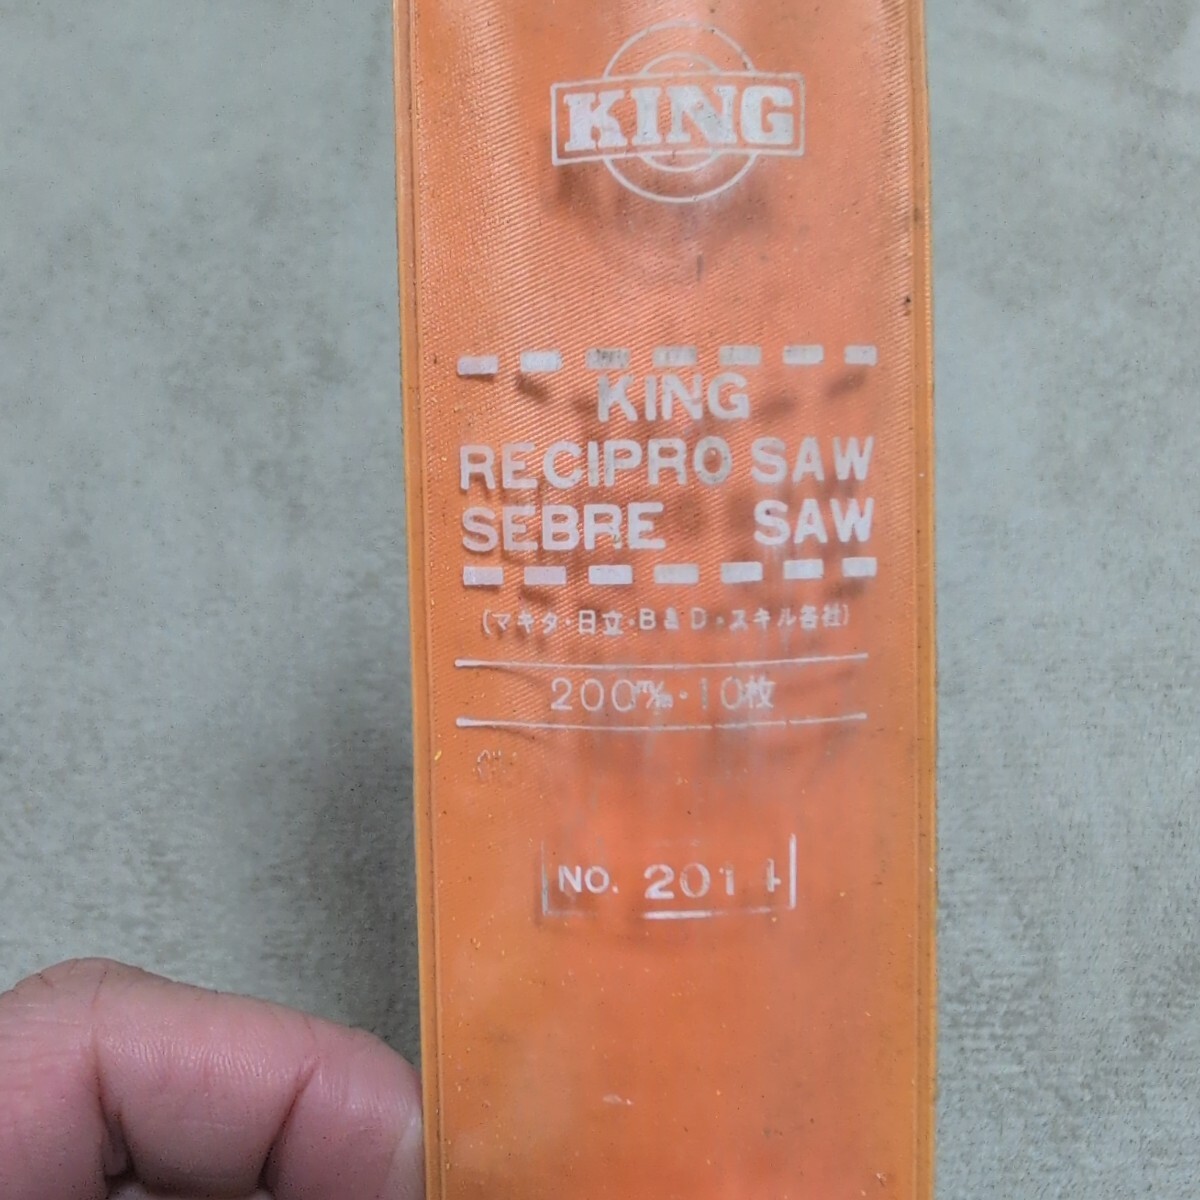 KING
KING
RECIPRO SAW
SEBRE SAW
(マキタ・日立・B&D・スキル各社)
200m/m・10枚
NO. 2014